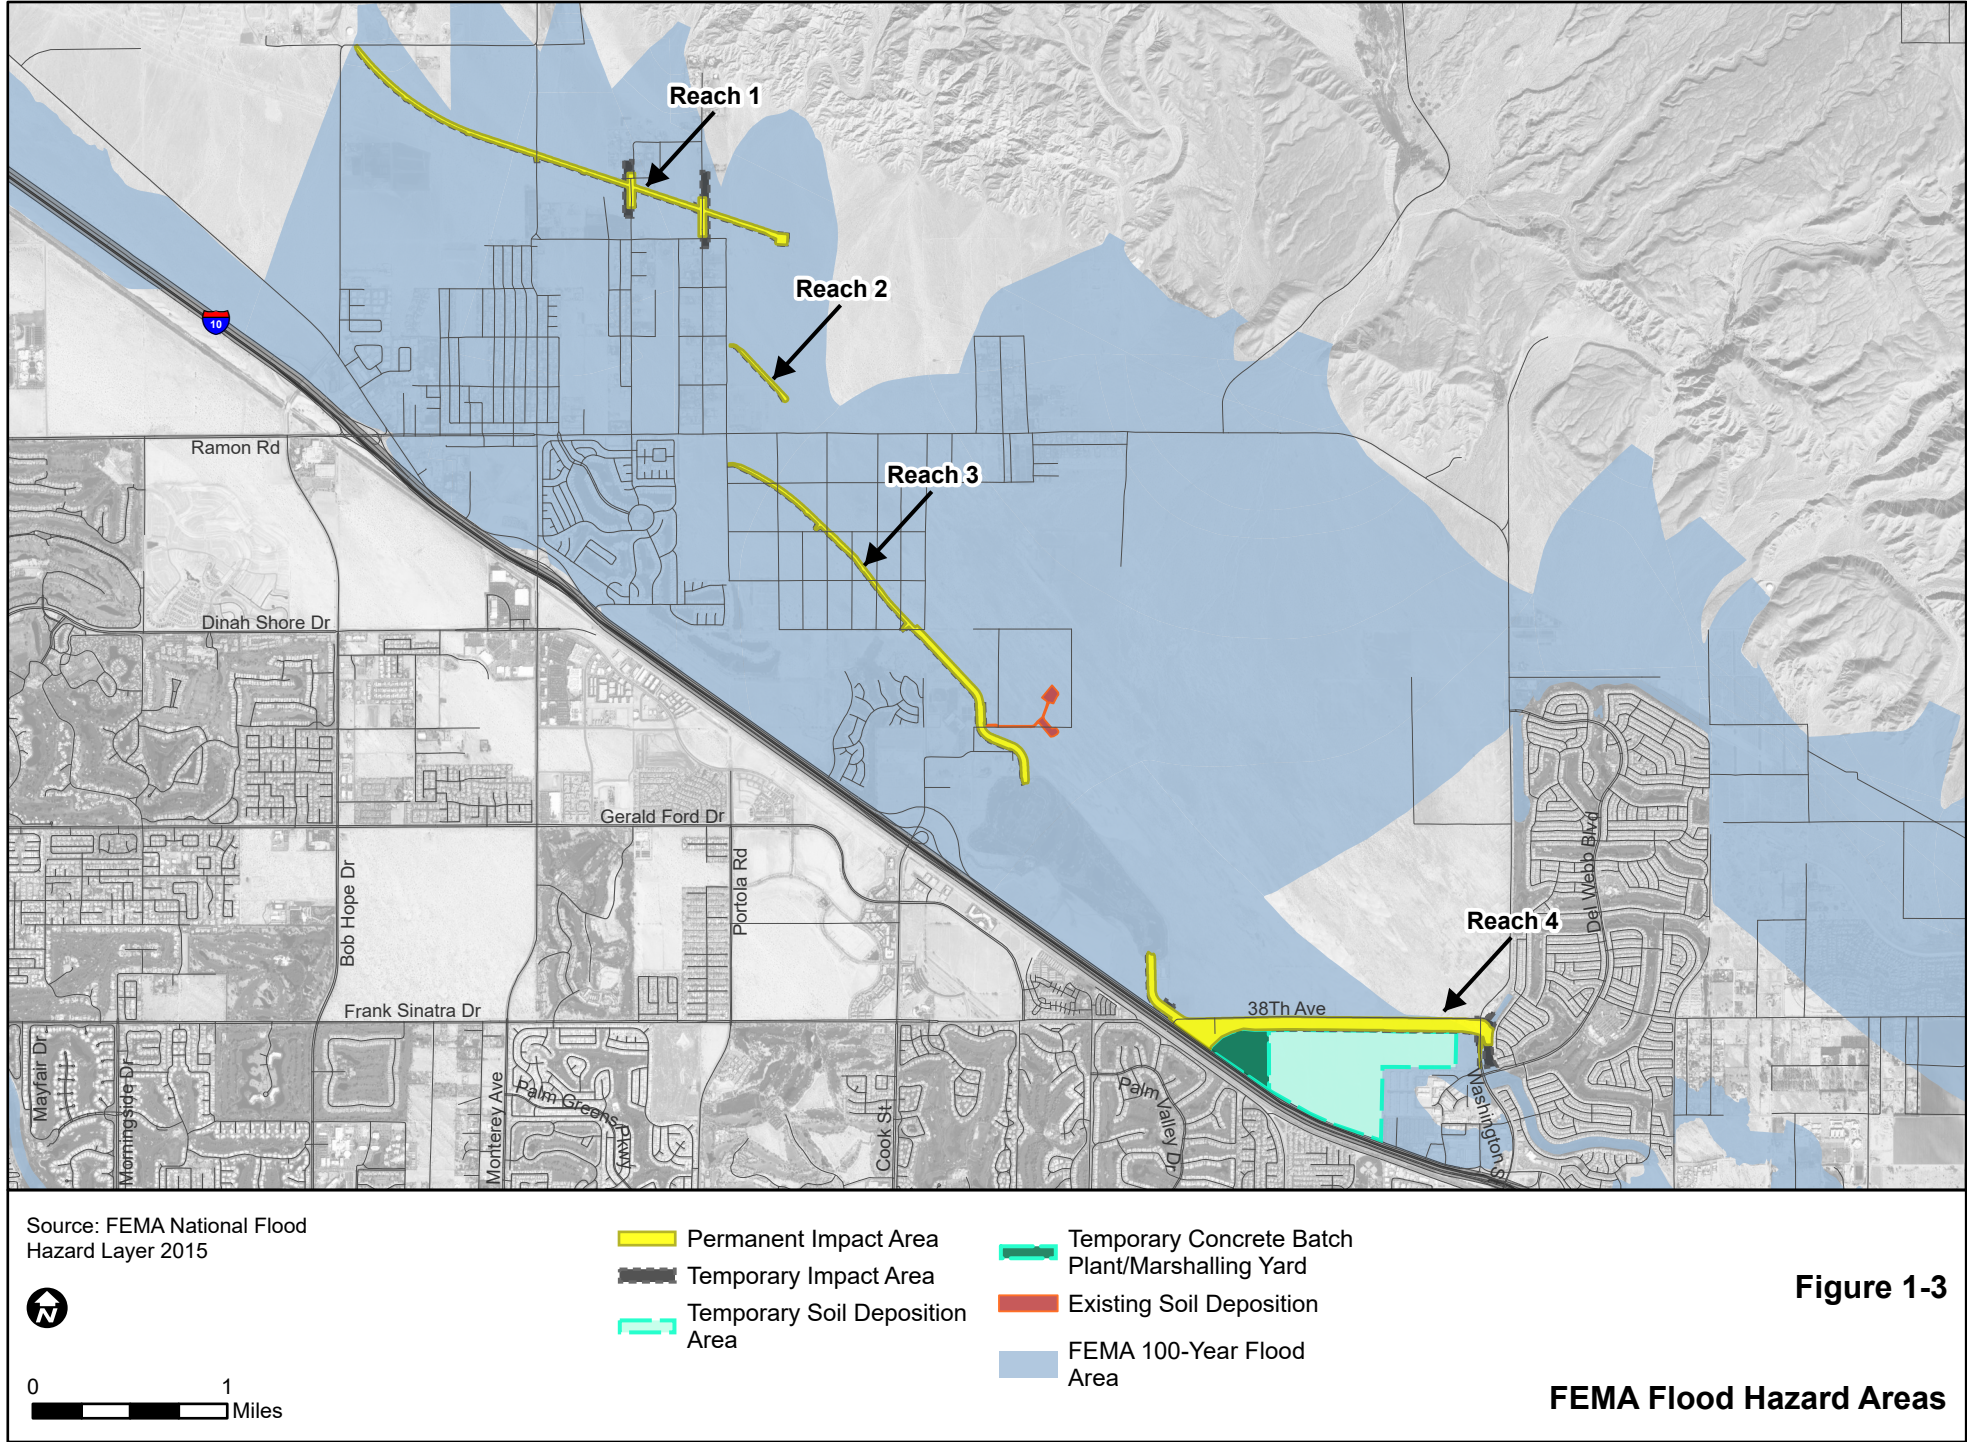 Reach 1
Reach 2
10
Ramon Rd
Reach 3
Dinah Shore Dr
Gerald Ford Dr
Del Webb Blvd
Portola Rd
Bob Hope Dr
Reach 4
Frank Sinatra Dr
38Th Ave
Mayfair Dr
Morningside Dr
Monterey Ave
Palm Greens Pkwy
Cook St
Palm Valley Dr
Washington S
Source: FEMA National Flood
Hazard Layer 2015
N
0 1
Miles
Permanent Impact Area
Temporary Impact Area
Temporary Soil Deposition
Area
Temporary Concrete Batch
Plant/Marshalling Yard
Existing Soil Deposition
FEMA 100-Year Flood
Area
Figure 1-3
FEMA Flood Hazard Areas